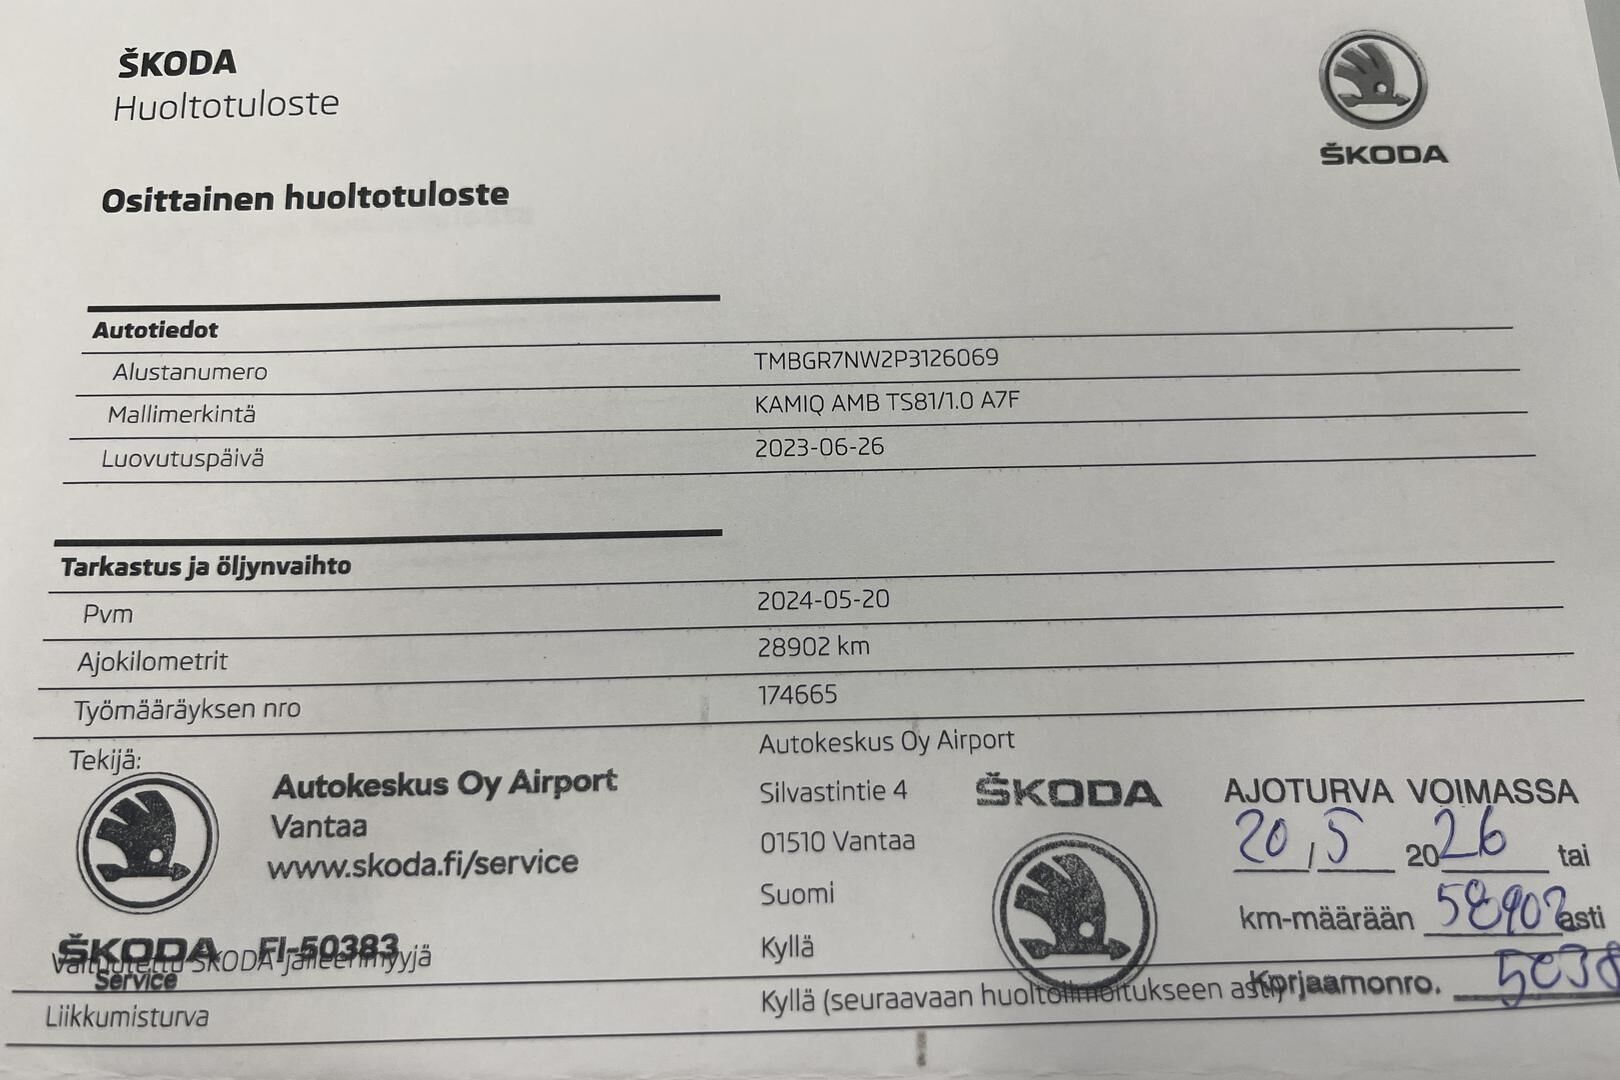 ŠKODA
Huoltotuloste
ŠKODA
Osittainen huoltotuloste
Autotiedot
Alustanumero TMBGR7NW2P3126069
Mallimerkintä KAMIQ AMB TS81/1.0 A7F
Luovutuspäivä 2023-06-26
Tarkastus ja öljynvaihto
Pvm 2024-05-20
Ajokilometrit 28902 km
Työmääräyksen nro 174665
Tekijä: Autokeskus Oy Airport
Silvastintie 4
01510 Vantaa
Suomi
Autokeskus Oy Airport
Vantaa
www.skoda.fi/service
ŠKODA FI-50383
Service
Valtuutettu ŠKODA-jälleenmyyjä Kyllä
Liikkumisturva Kyllä (seuraavaan huoltoilmoitukseen asti)
ŠKODA
AJOTURVA VOIMASSA
20 / 5 2026 tai
km-määrään 58902 asti
Korjaamonro. 5038